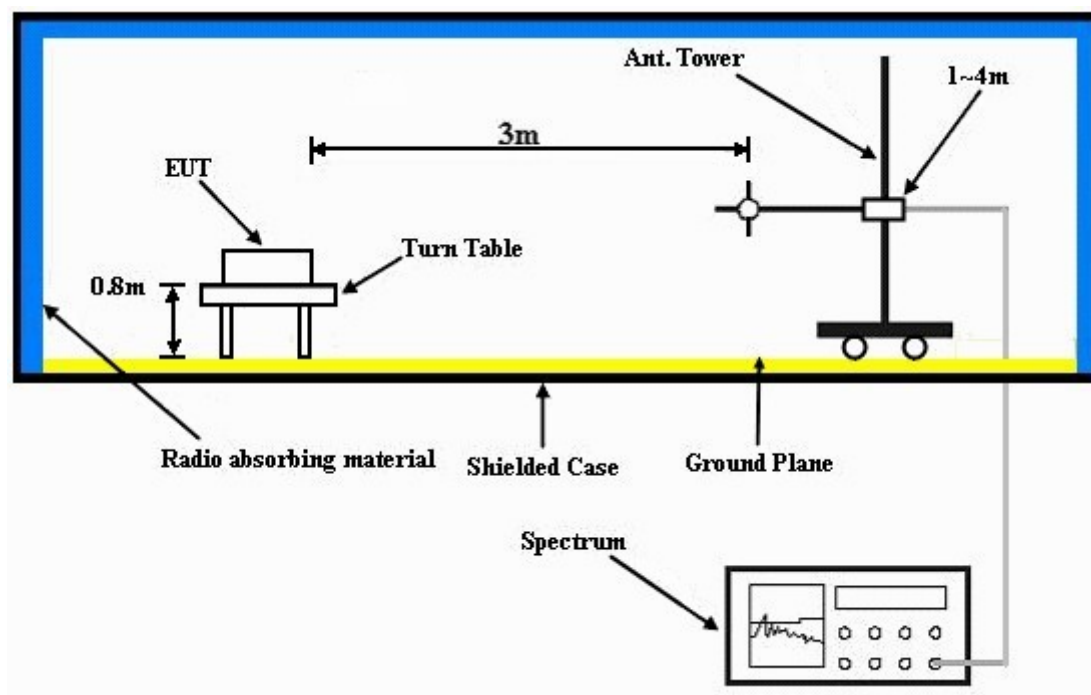 Ant. Tower
1~4m
3m
EUT
Turn Table
0.8m
Radio absorbing material
Shielded Case
Ground Plane
Spectrum